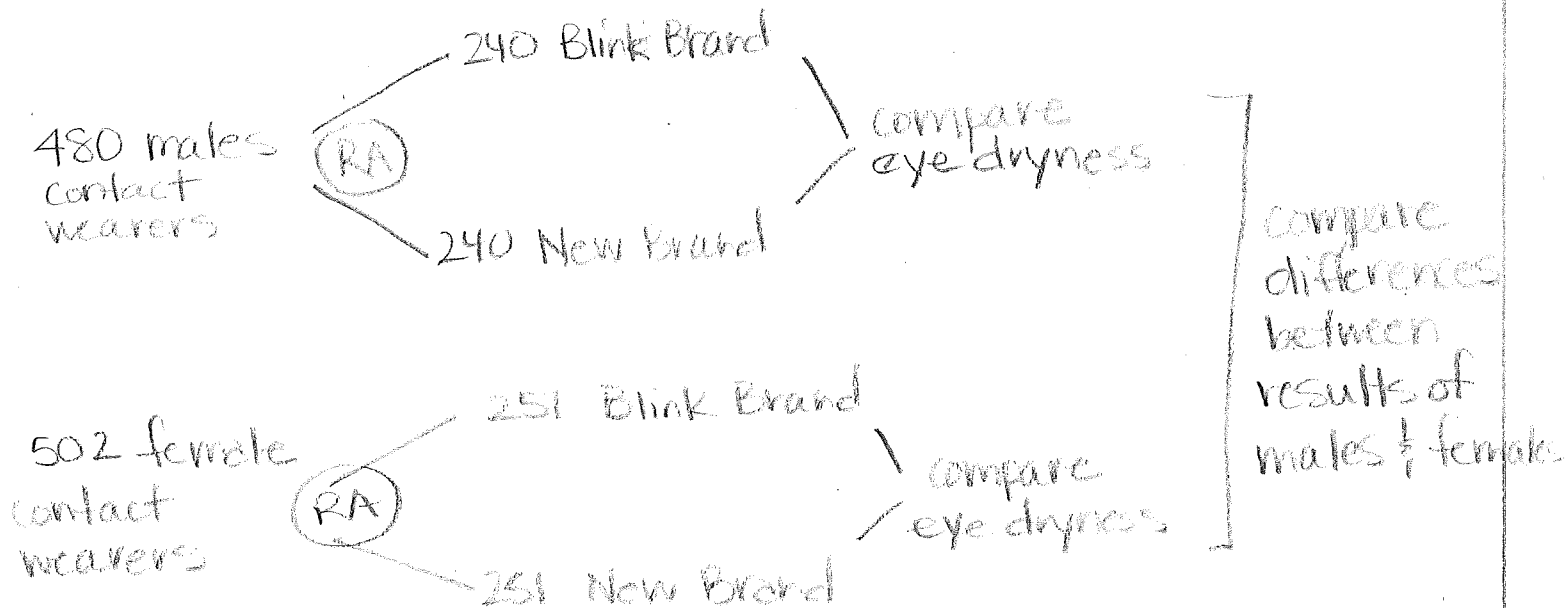 240 Blink Brand
480 males
contact
wearers
RA
compare
eye dryness
240 New Brand
compare
differences
between
results of
males & females
251 Blink Brand
502 female
contact
wearers
RA
compare
eye dryness
251 New Brand